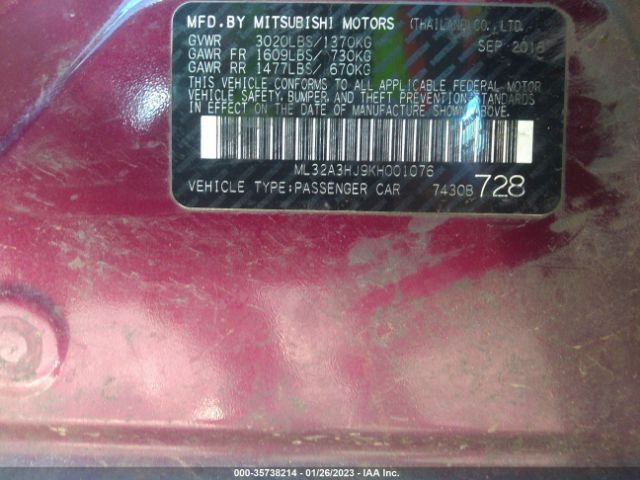 MFD.BY MITSUBISHI MOTORS (THAILAND)CO.,LTD.
GVWR 3020LBS/1370KG SEP 2018
GAWR FR 1609LBS/ 730KG
GAWR RR 1477LBS/ 670KG
THIS VEHICLE CONFORMS TO ALL APPLICABLE FEDERAL MOTOR
VEHICLE SAFETY, BUMPER, AND THEFT PREVENTION STANDARDS
IN EFFECT ON THE DATE OF MANUFACTURE SHOWN ABOVE.
ML32A3HJ9KH001076
VEHICLE TYPE:PASSENGER CAR 7430B 728
000-35738214 - 01/26/2023 - IAA Inc.